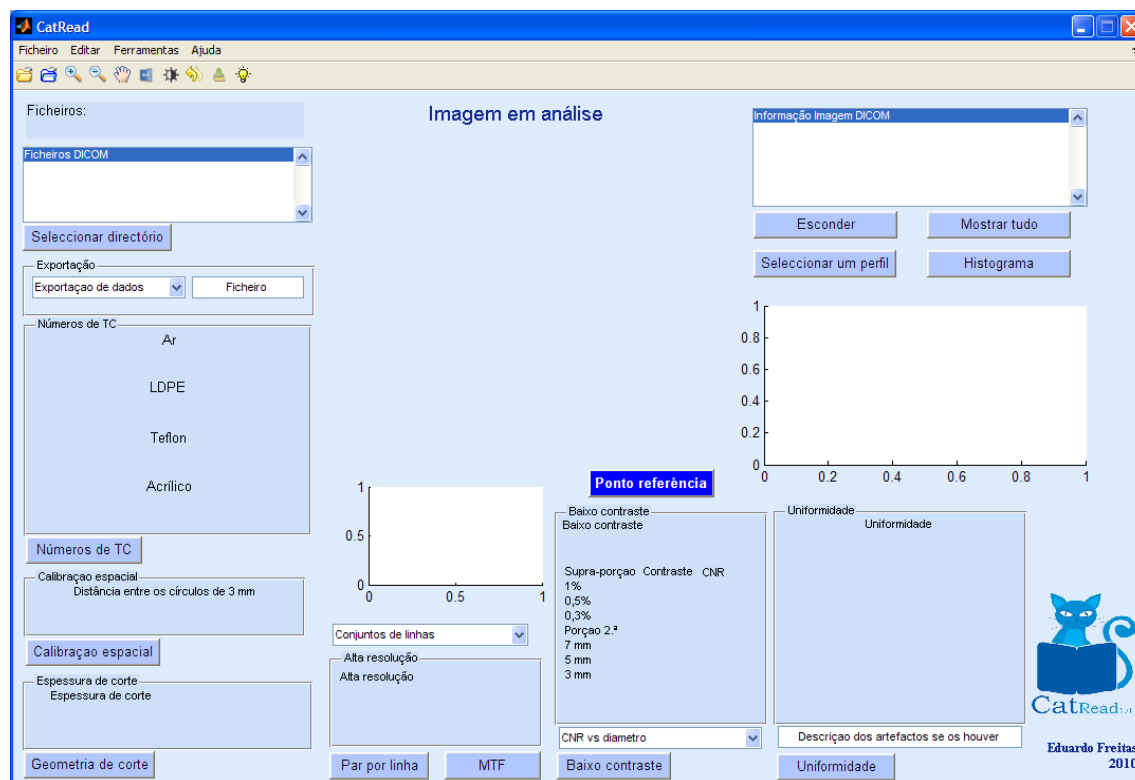 CatRead
Ficheiro Editar Ferramentas Ajuda
Ficheiros:
Imagem em análise
Informação Imagem DICOM
Ficheiros DICOM
Seleccionar directório
Esconder
Mostrar tudo
Seleccionar um perfil
Histograma
Exportação
Exportaçao de dados
Ficheiro
Números de TC
Ar
LDPE
Teflon
Acrílico
Números de TC
1
0.8
0.6
0.4
0.2
0
0 0.2 0.4 0.6 0.8 1
Ponto referência
1
0.5
0
0 0.5 1
Calibraçao espacial
Distância entre os círculos de 3 mm
Calibraçao espacial
Espessura de corte
Espessura de corte
Geometria de corte
Conjuntos de linhas
Alta resolução
Alta resolução
Par por linha
MTF
Baixo contraste
Baixo contraste
Supra-porçao Contraste CNR
1%
0,5%
0,3%
Porçao 2.ª
7 mm
5 mm
3 mm
CNR vs diametro
Baixo contraste
Uniformidade
Uniformidade
Descriçao dos artefactos se os houver
Uniformidade
CatRead1.0
Eduardo Freitas
2010